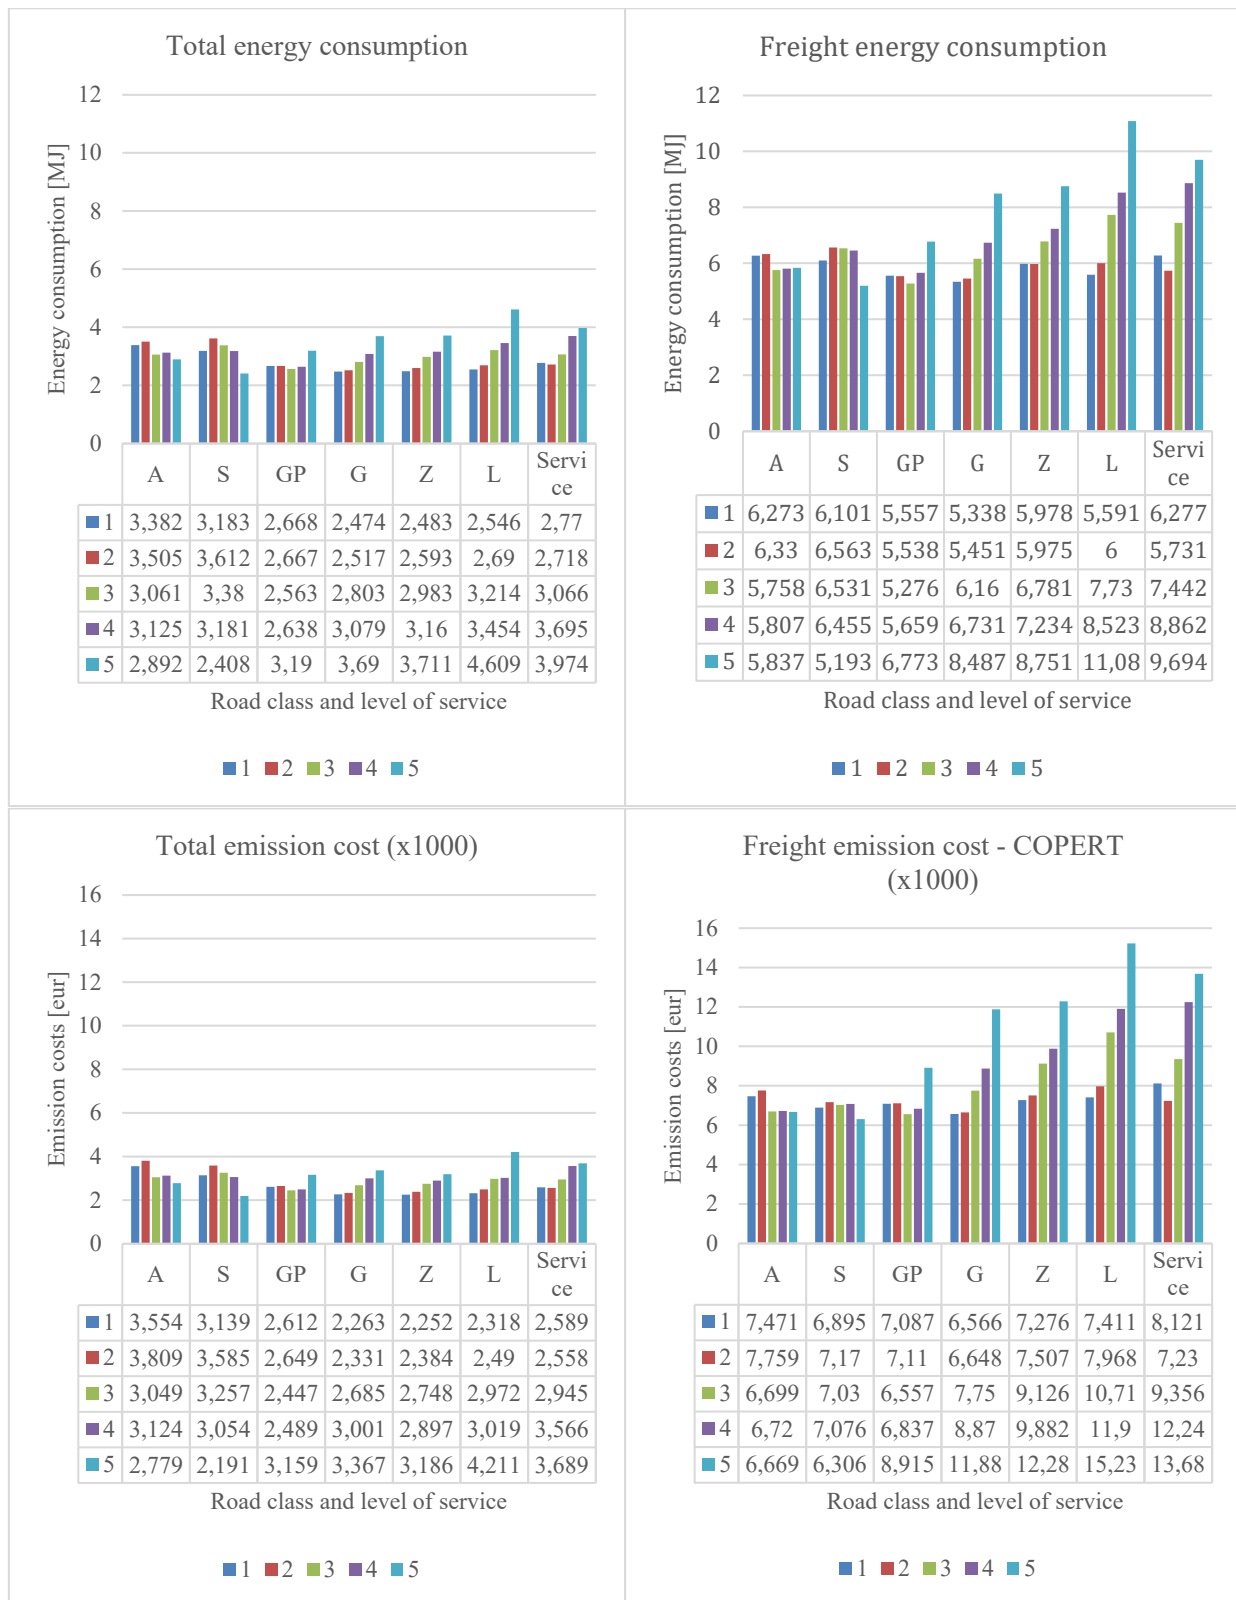 Total energy consumption
12
10
8
6
4
2
0
Energy consumption [MJ]
A S GP G Z L Servi
ce
1 3,382 3,183 2,668 2,474 2,483 2,546 2,77
2 3,505 3,612 2,667 2,517 2,593 2,69 2,718
3 3,061 3,38 2,563 2,803 2,983 3,214 3,066
4 3,125 3,181 2,638 3,079 3,16 3,454 3,695
5 2,892 2,408 3,19 3,69 3,711 4,609 3,974
Road class and level of service
1 2 3 4 5
Freight energy consumption
12
10
8
6
4
2
0
Energy consumption [MJ]
A S GP G Z L Servi
ce
1 6,273 6,101 5,557 5,338 5,978 5,591 6,277
2 6,33 6,563 5,538 5,451 5,975 6 5,731
3 5,758 6,531 5,276 6,16 6,781 7,73 7,442
4 5,807 6,455 5,659 6,731 7,234 8,523 8,862
5 5,837 5,193 6,773 8,487 8,751 11,08 9,694
Road class and level of service
1 2 3 4 5
Total emission cost (x1000)
16
14
12
10
8
6
4
2
0
Emission costs [eur]
A S GP G Z L Servi
ce
1 3,554 3,139 2,612 2,263 2,252 2,318 2,589
2 3,809 3,585 2,649 2,331 2,384 2,49 2,558
3 3,049 3,257 2,447 2,685 2,748 2,972 2,945
4 3,124 3,054 2,489 3,001 2,897 3,019 3,566
5 2,779 2,191 3,159 3,367 3,186 4,211 3,689
Road class and level of service
1 2 3 4 5
Freight emission cost - COPERT
(x1000)
16
14
12
10
8
6
4
2
0
Emission costs [eur]
A S GP G Z L Servi
ce
1 7,471 6,895 7,087 6,566 7,276 7,411 8,121
2 7,759 7,17 7,11 6,648 7,507 7,968 7,23
3 6,699 7,03 6,557 7,75 9,126 10,71 9,356
4 6,72 7,076 6,837 8,87 9,882 11,9 12,24
5 6,669 6,306 8,915 11,88 12,28 15,23 13,68
Road class and level of service
1 2 3 4 5